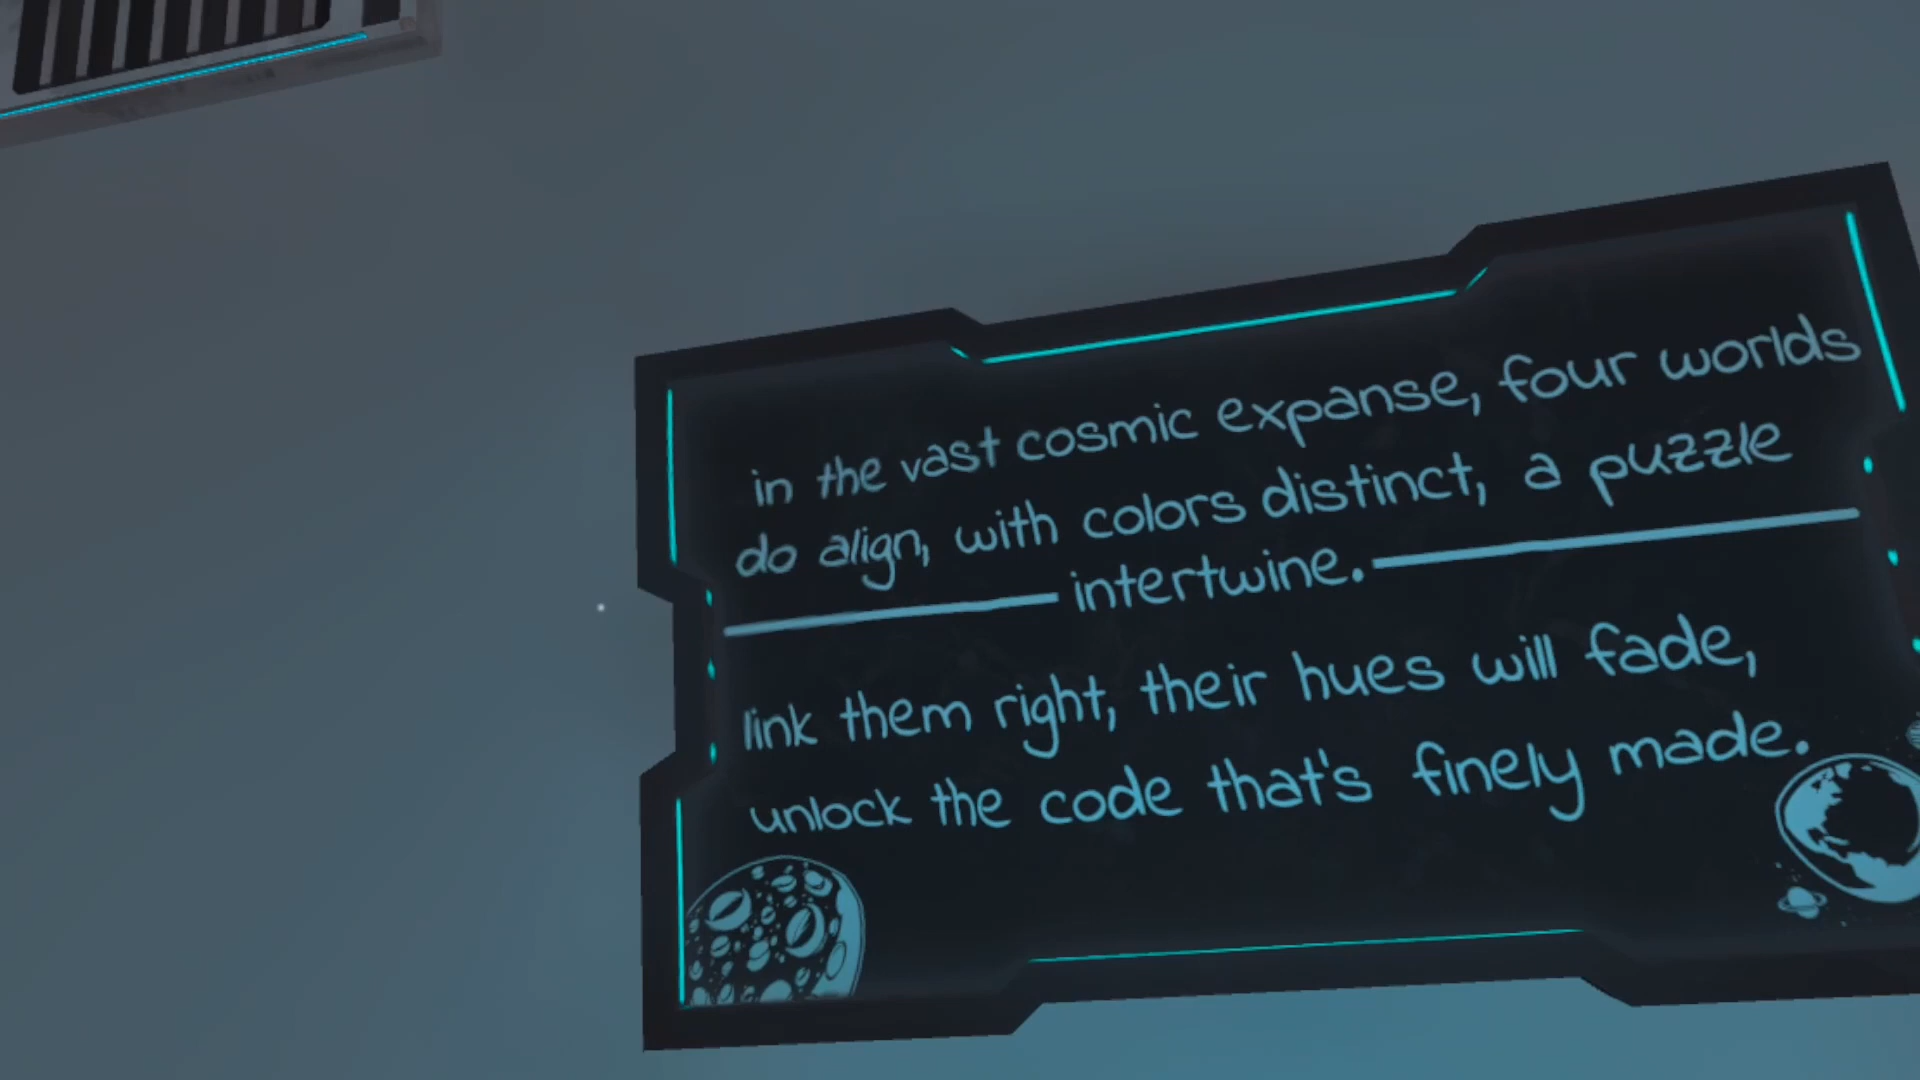 in the vast cosmic expanse, four worlds
do align, with colors distinct, a puzzle
intertwine.
link them right, their hues will fade,
unlock the code that's finely made.